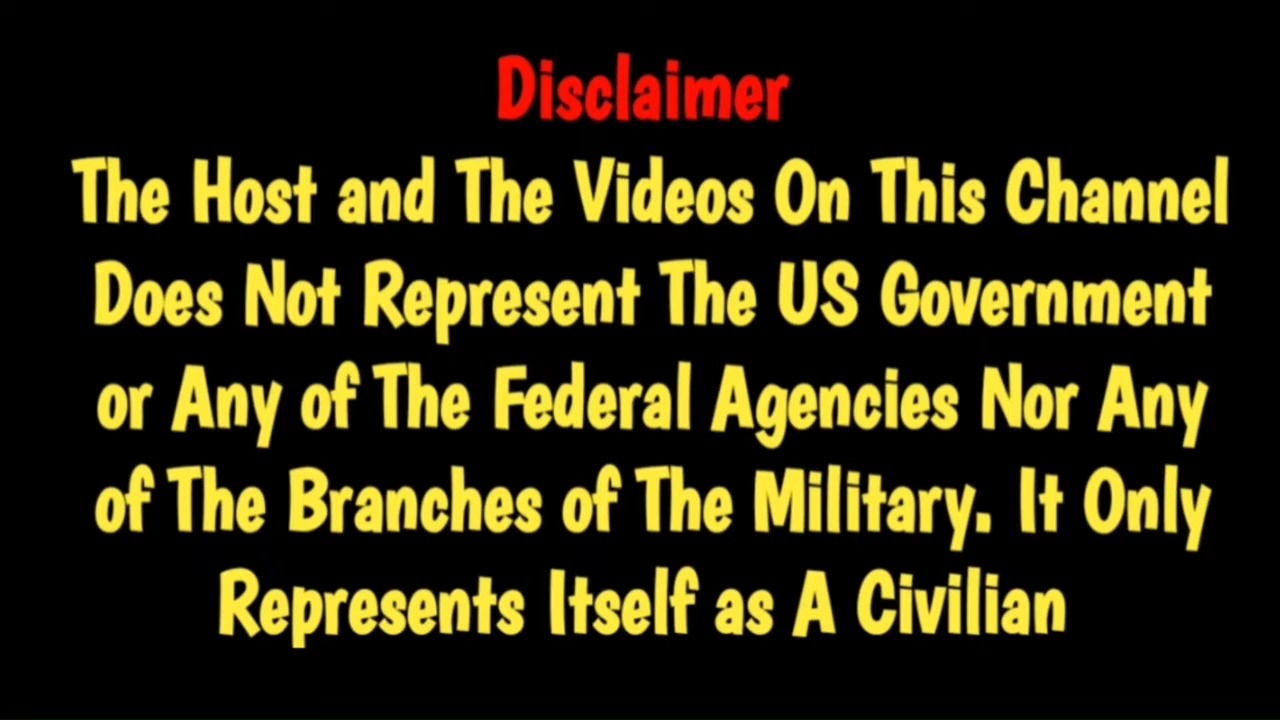 Disclaimer
The Host and The Videos On This Channel
Does Not Represent The US Government
or Any of The Federal Agencies Nor Any
of The Branches of The Military. It Only
Represents Itself as A Civilian